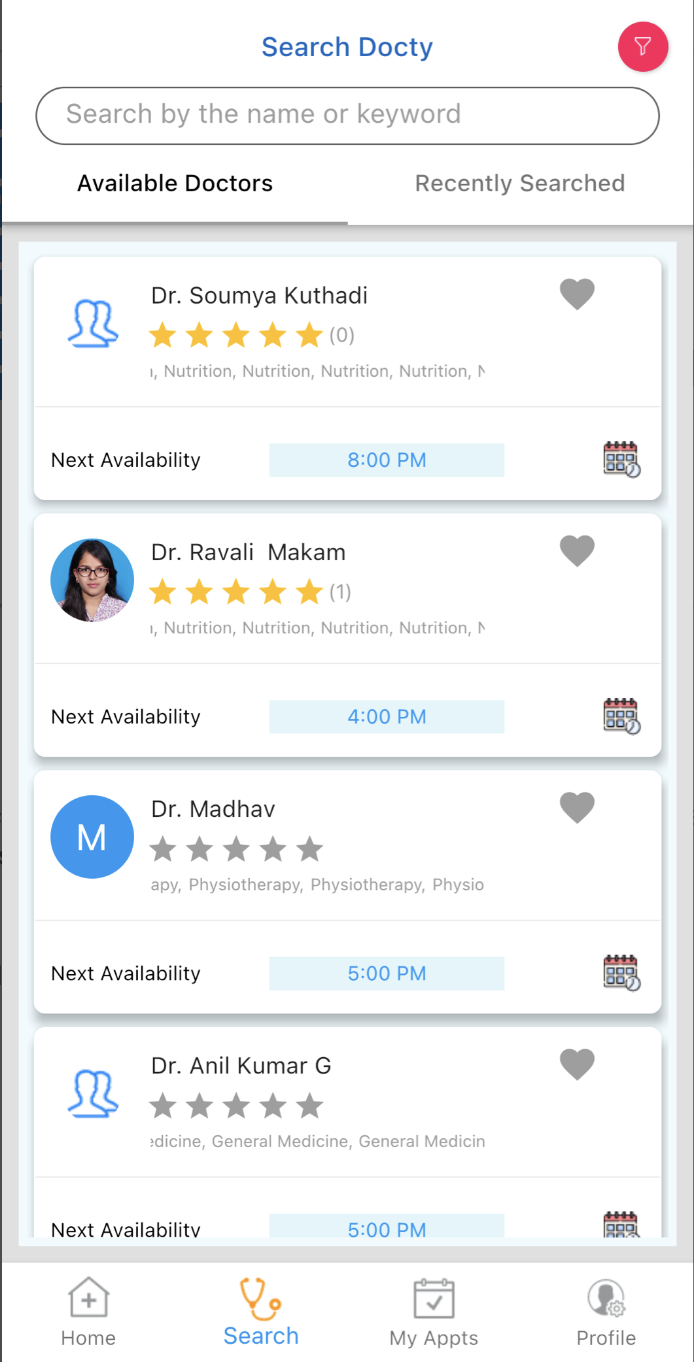 Search Docty
Search by the name or keyword
Available Doctors Recently Searched
Dr. Soumya Kuthadi
(0)
, Nutrition, Nutrition, Nutrition, Nutrition,
Next Availability 8:00 PM
Dr. Ravali  Makam
(1)
, Nutrition, Nutrition, Nutrition, Nutrition,
Next Availability 4:00 PM
M
Dr. Madhav
apy, Physiotherapy, Physiotherapy, Physio
Next Availability 5:00 PM
Dr. Anil Kumar G
edicine, General Medicine, General Medicin
Next Availability 5:00 PM
Home Search My Appts Profile